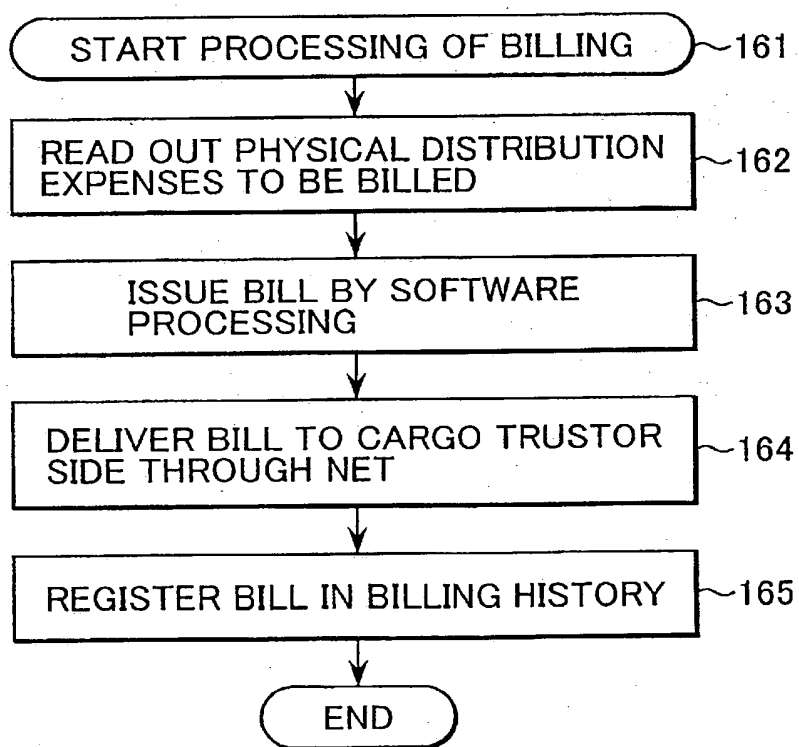 START PROCESSING OF BILLING
161
READ OUT PHYSICAL DISTRIBUTION
EXPENSES TO BE BILLED
162
ISSUE BILL BY SOFTWARE
PROCESSING
163
DELIVER BILL TO CARGO TRUSTOR
SIDE THROUGH NET
164
REGISTER BILL IN BILLING HISTORY
165
END